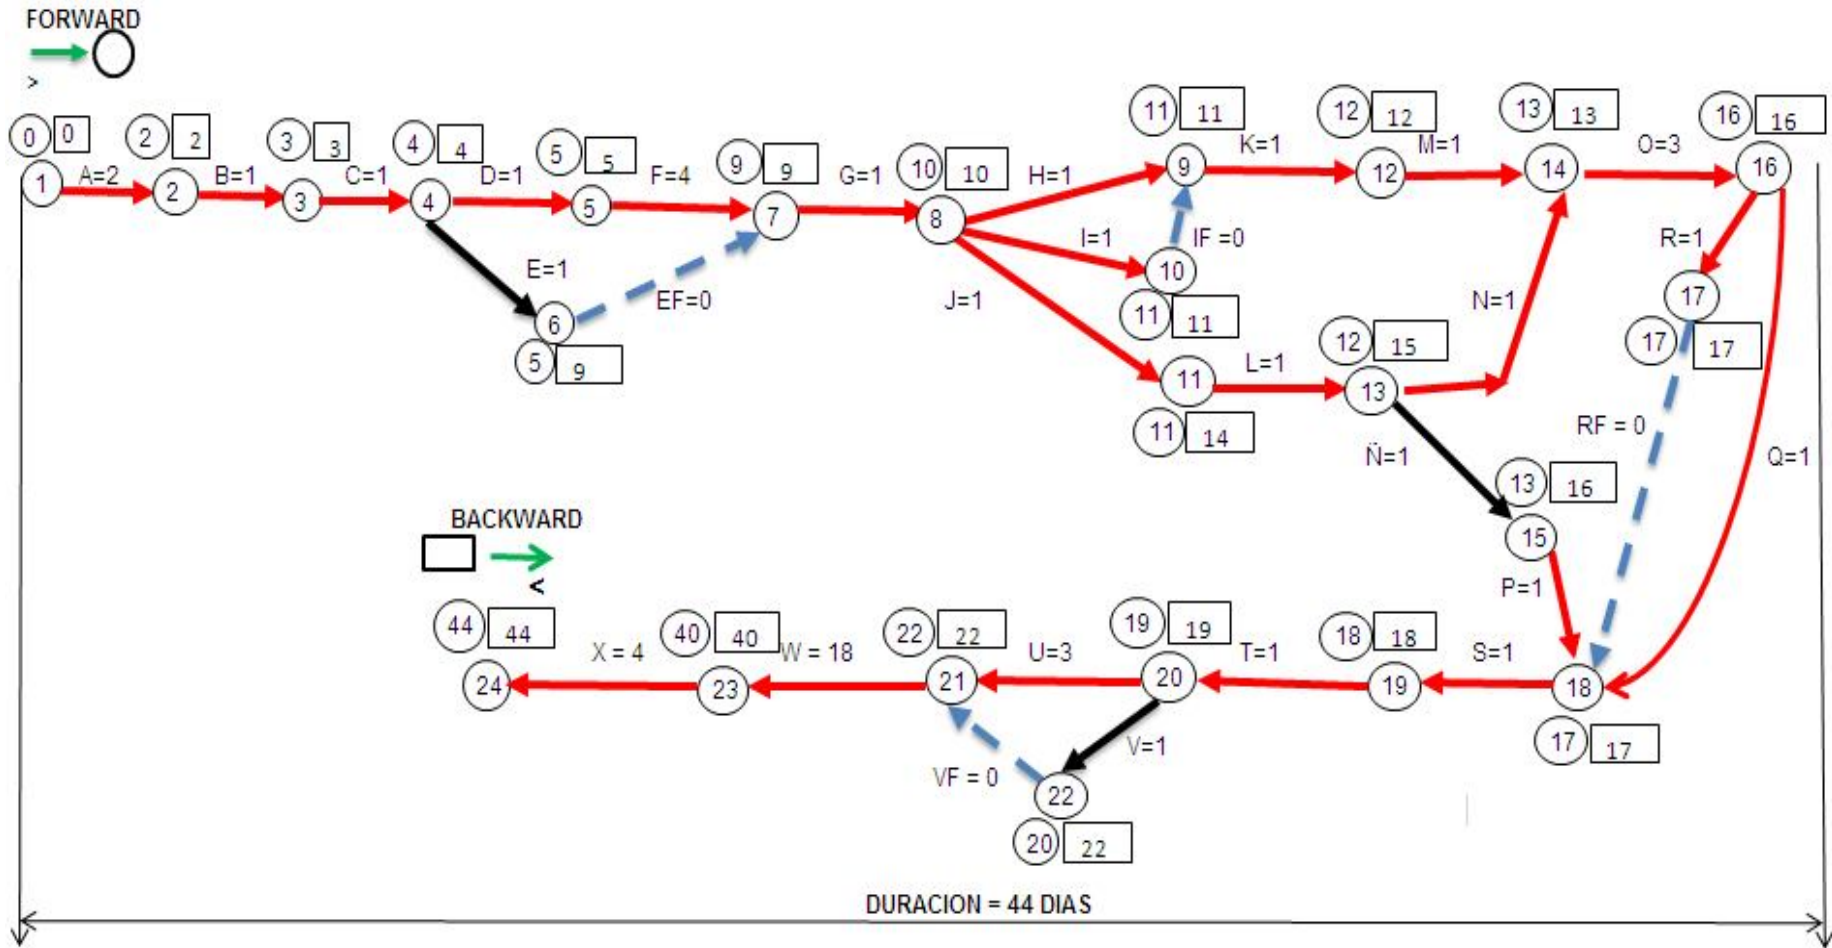 FORWARD
>
0 0
2 2
3 3
4 4
5 5
9 9
10 10
11 11
12 12
13 13
16 16
1 A=2 2 B=1 3 C=1 4 D=1 5 F=4 7 G=1 8 H=1 9 K=1 12 M=1 14 O=3 16
E=1
EF=0
6
5 9
I=1
IF =0
10
11 11
J=1
11
11 14
L=1
12 15
13
N=1
R=1
17
17 17
RF = 0
Q=1
Ñ=1
13 16
15
P=1
BACKWARD
<
44 44
40 40
22 22
19 19
18 18
24 X = 4 23 W = 18 21 U=3 20 T=1 19 S=1 18
17 17
V=1
VF = 0
22
20 22
DURACION = 44 DIAS